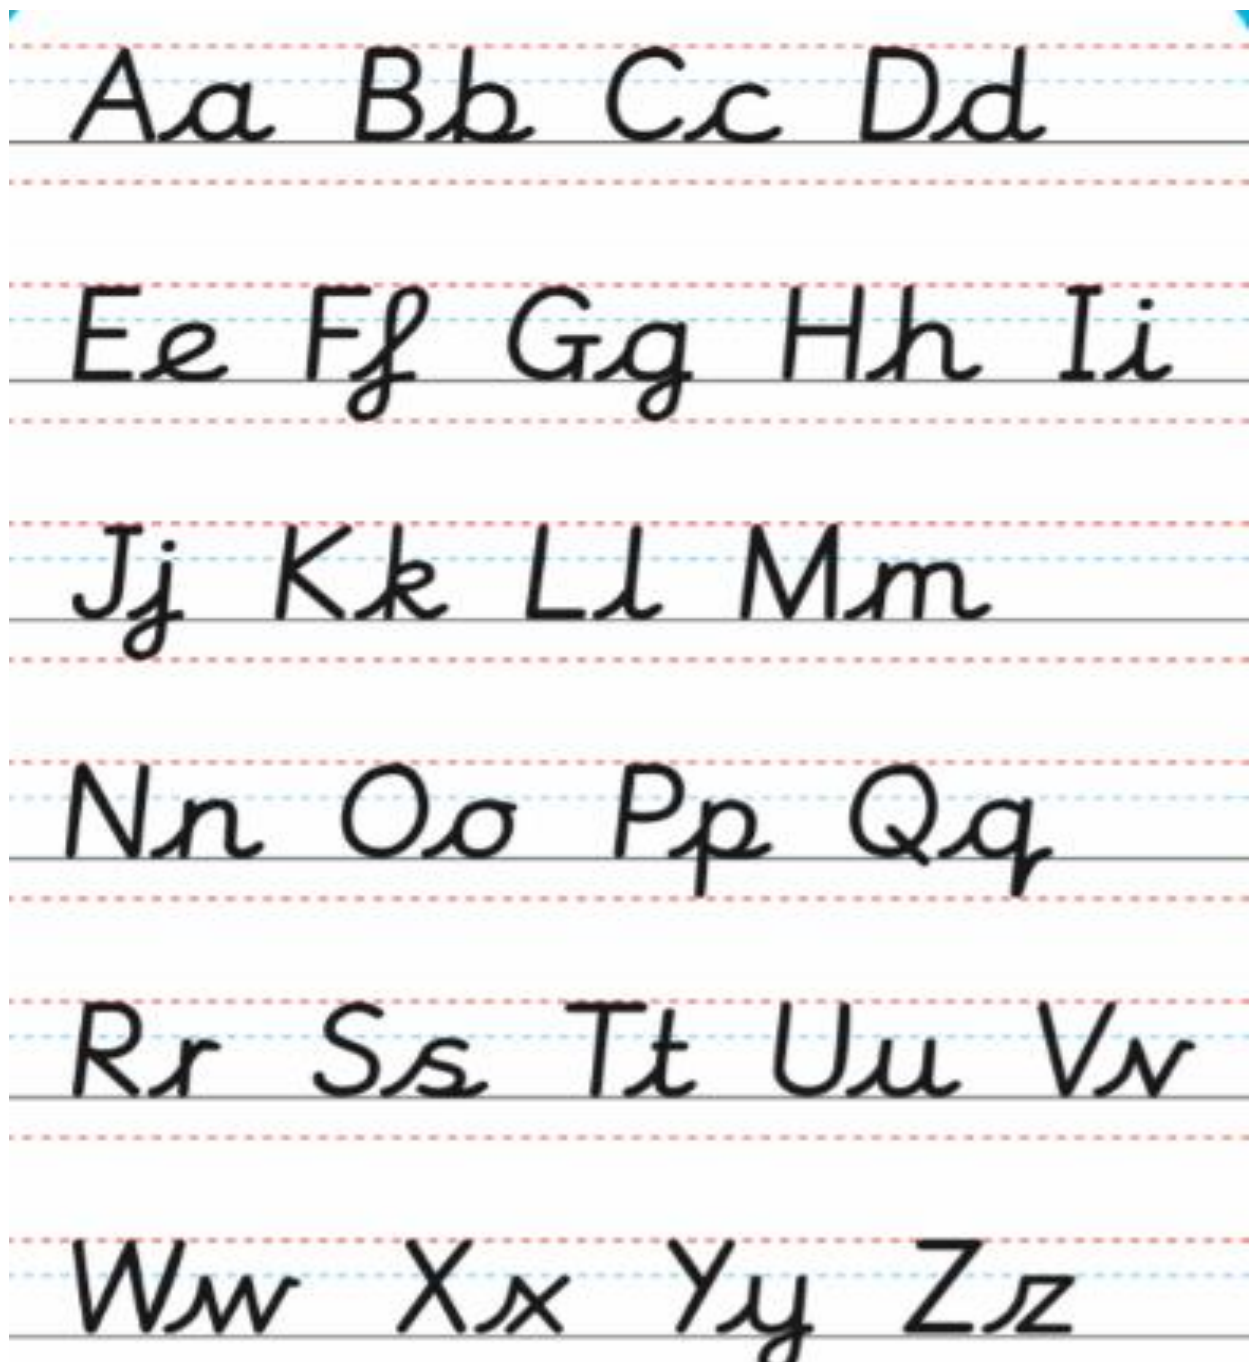 Aa Bb Cc Dd
Ee Ff Gg Hh Ii
Jj Kk Ll Mm
Nn Oo Pp Qq
Rr Ss Tt Uu Vv
Ww Xx Yy Zz